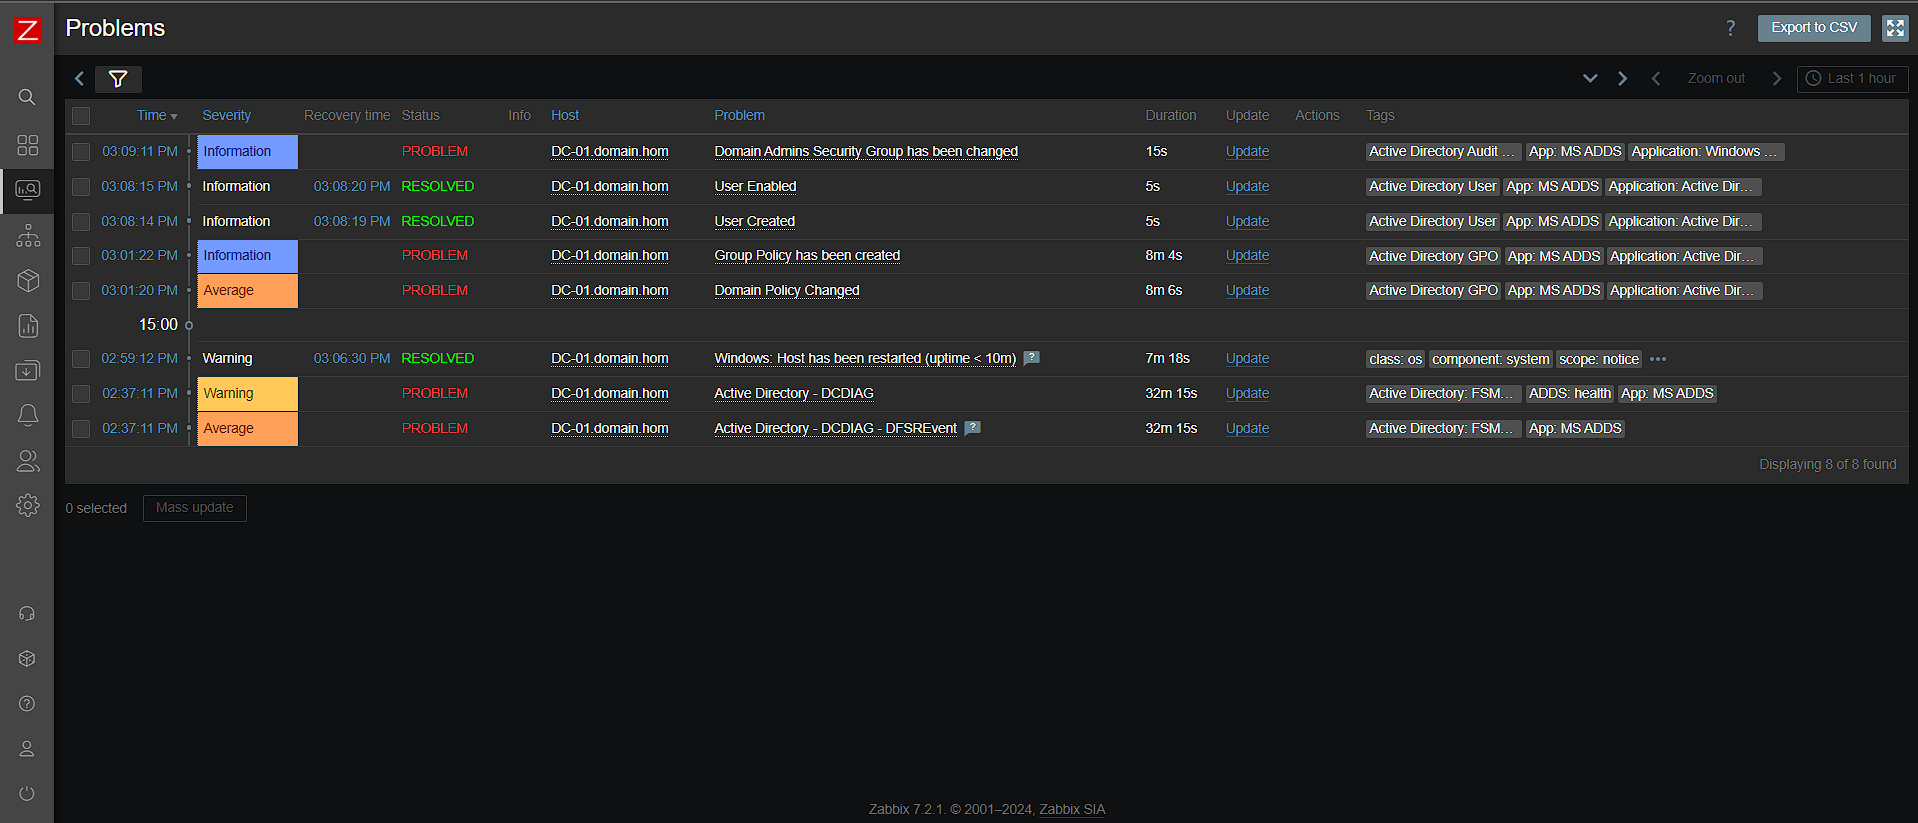 Z Problems ? Export to CSV
Zoom out Last 1 hour
Time Severity Recovery time Status Info Host Problem Duration Update Actions Tags
03:09:11 PM Information PROBLEM DC-01.domain.hom Domain Admins Security Group has been changed 15s Update Active Directory Audit ... App: MS ADDS Application: Windows ...
03:08:15 PM Information 03:08:20 PM RESOLVED DC-01.domain.hom User Enabled 5s Update Active Directory User App: MS ADDS Application: Active Dir...
03:08:14 PM Information 03:08:19 PM RESOLVED DC-01.domain.hom User Created 5s Update Active Directory User App: MS ADDS Application: Active Dir...
03:01:22 PM Information PROBLEM DC-01.domain.hom Group Policy has been created 8m 4s Update Active Directory GPO App: MS ADDS Application: Active Dir...
03:01:20 PM Average PROBLEM DC-01.domain.hom Domain Policy Changed 8m 6s Update Active Directory GPO App: MS ADDS Application: Active Dir...
15:00
02:59:12 PM Warning 03:06:30 PM RESOLVED DC-01.domain.hom Windows: Host has been restarted (uptime < 10m) ? 7m 18s Update class: os component: system scope: notice ...
02:37:11 PM Warning PROBLEM DC-01.domain.hom Active Directory - DCDIAG 32m 15s Update Active Directory: FSM... ADDS: health App: MS ADDS
02:37:11 PM Average PROBLEM DC-01.domain.hom Active Directory - DCDIAG - DFSREvent ? 32m 15s Update Active Directory: FSM... App: MS ADDS
Displaying 8 of 8 found
0 selected Mass update
Zabbix 7.2.1. © 2001–2024, Zabbix SIA